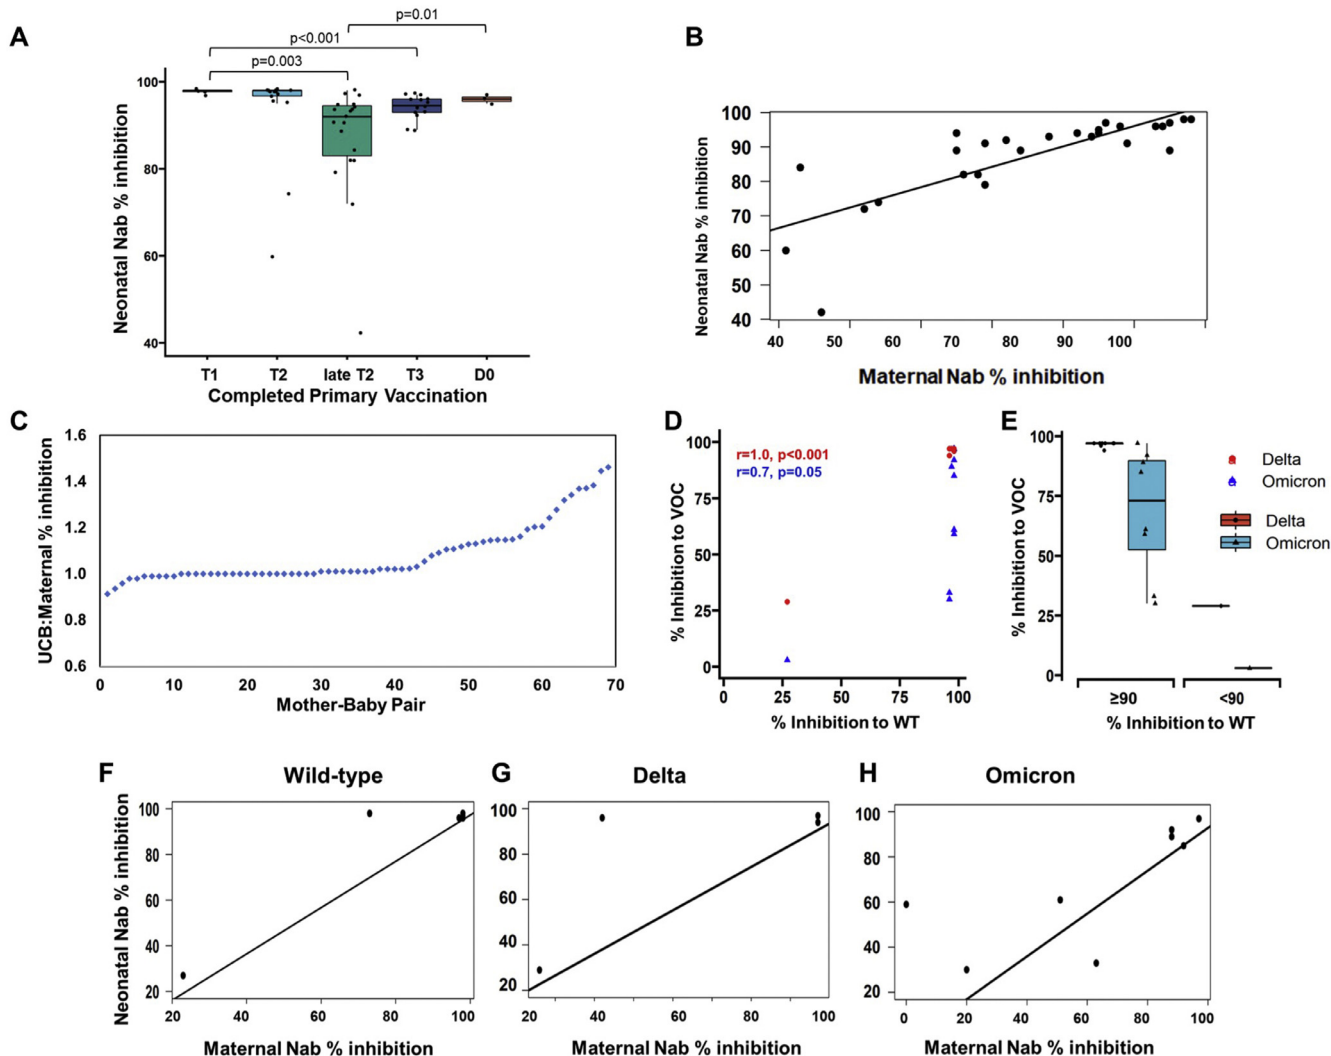 A
p=0.01
p<0.001
p=0.003
Neonatal Nab % inhibition
100
80
60
40
T1 T2 late T2 T3 D0
Completed Primary Vaccination
B
Neonatal Nab % inhibition
100
90
80
70
60
50
40
40 50 60 70 80 90 100
Maternal Nab % inhibition
C
UCB:Maternal % inhibition
1.6
1.4
1.2
1.0
0.8
0.6
0 10 20 30 40 50 60 70
Mother-Baby Pair
D
r=1.0, p<0.001
r=0.7, p=0.05
% Inhibition to VOC
100
75
50
25
0
0 25 50 75 100
% Inhibition to WT
E
% Inhibition to VOC
100
75
50
25
0
≥90 <90
% Inhibition to WT
Delta
Omicron
Delta
Omicron
F
Wild-type
Neonatal Nab % inhibition
100
80
60
40
20
20 40 60 80 100
Maternal Nab % inhibition
G
Delta
100
80
60
40
20
20 40 60 80 100
Maternal Nab % inhibition
H
Omicron
100
80
60
40
20
0 20 40 60 80 100
Maternal Nab % inhibition